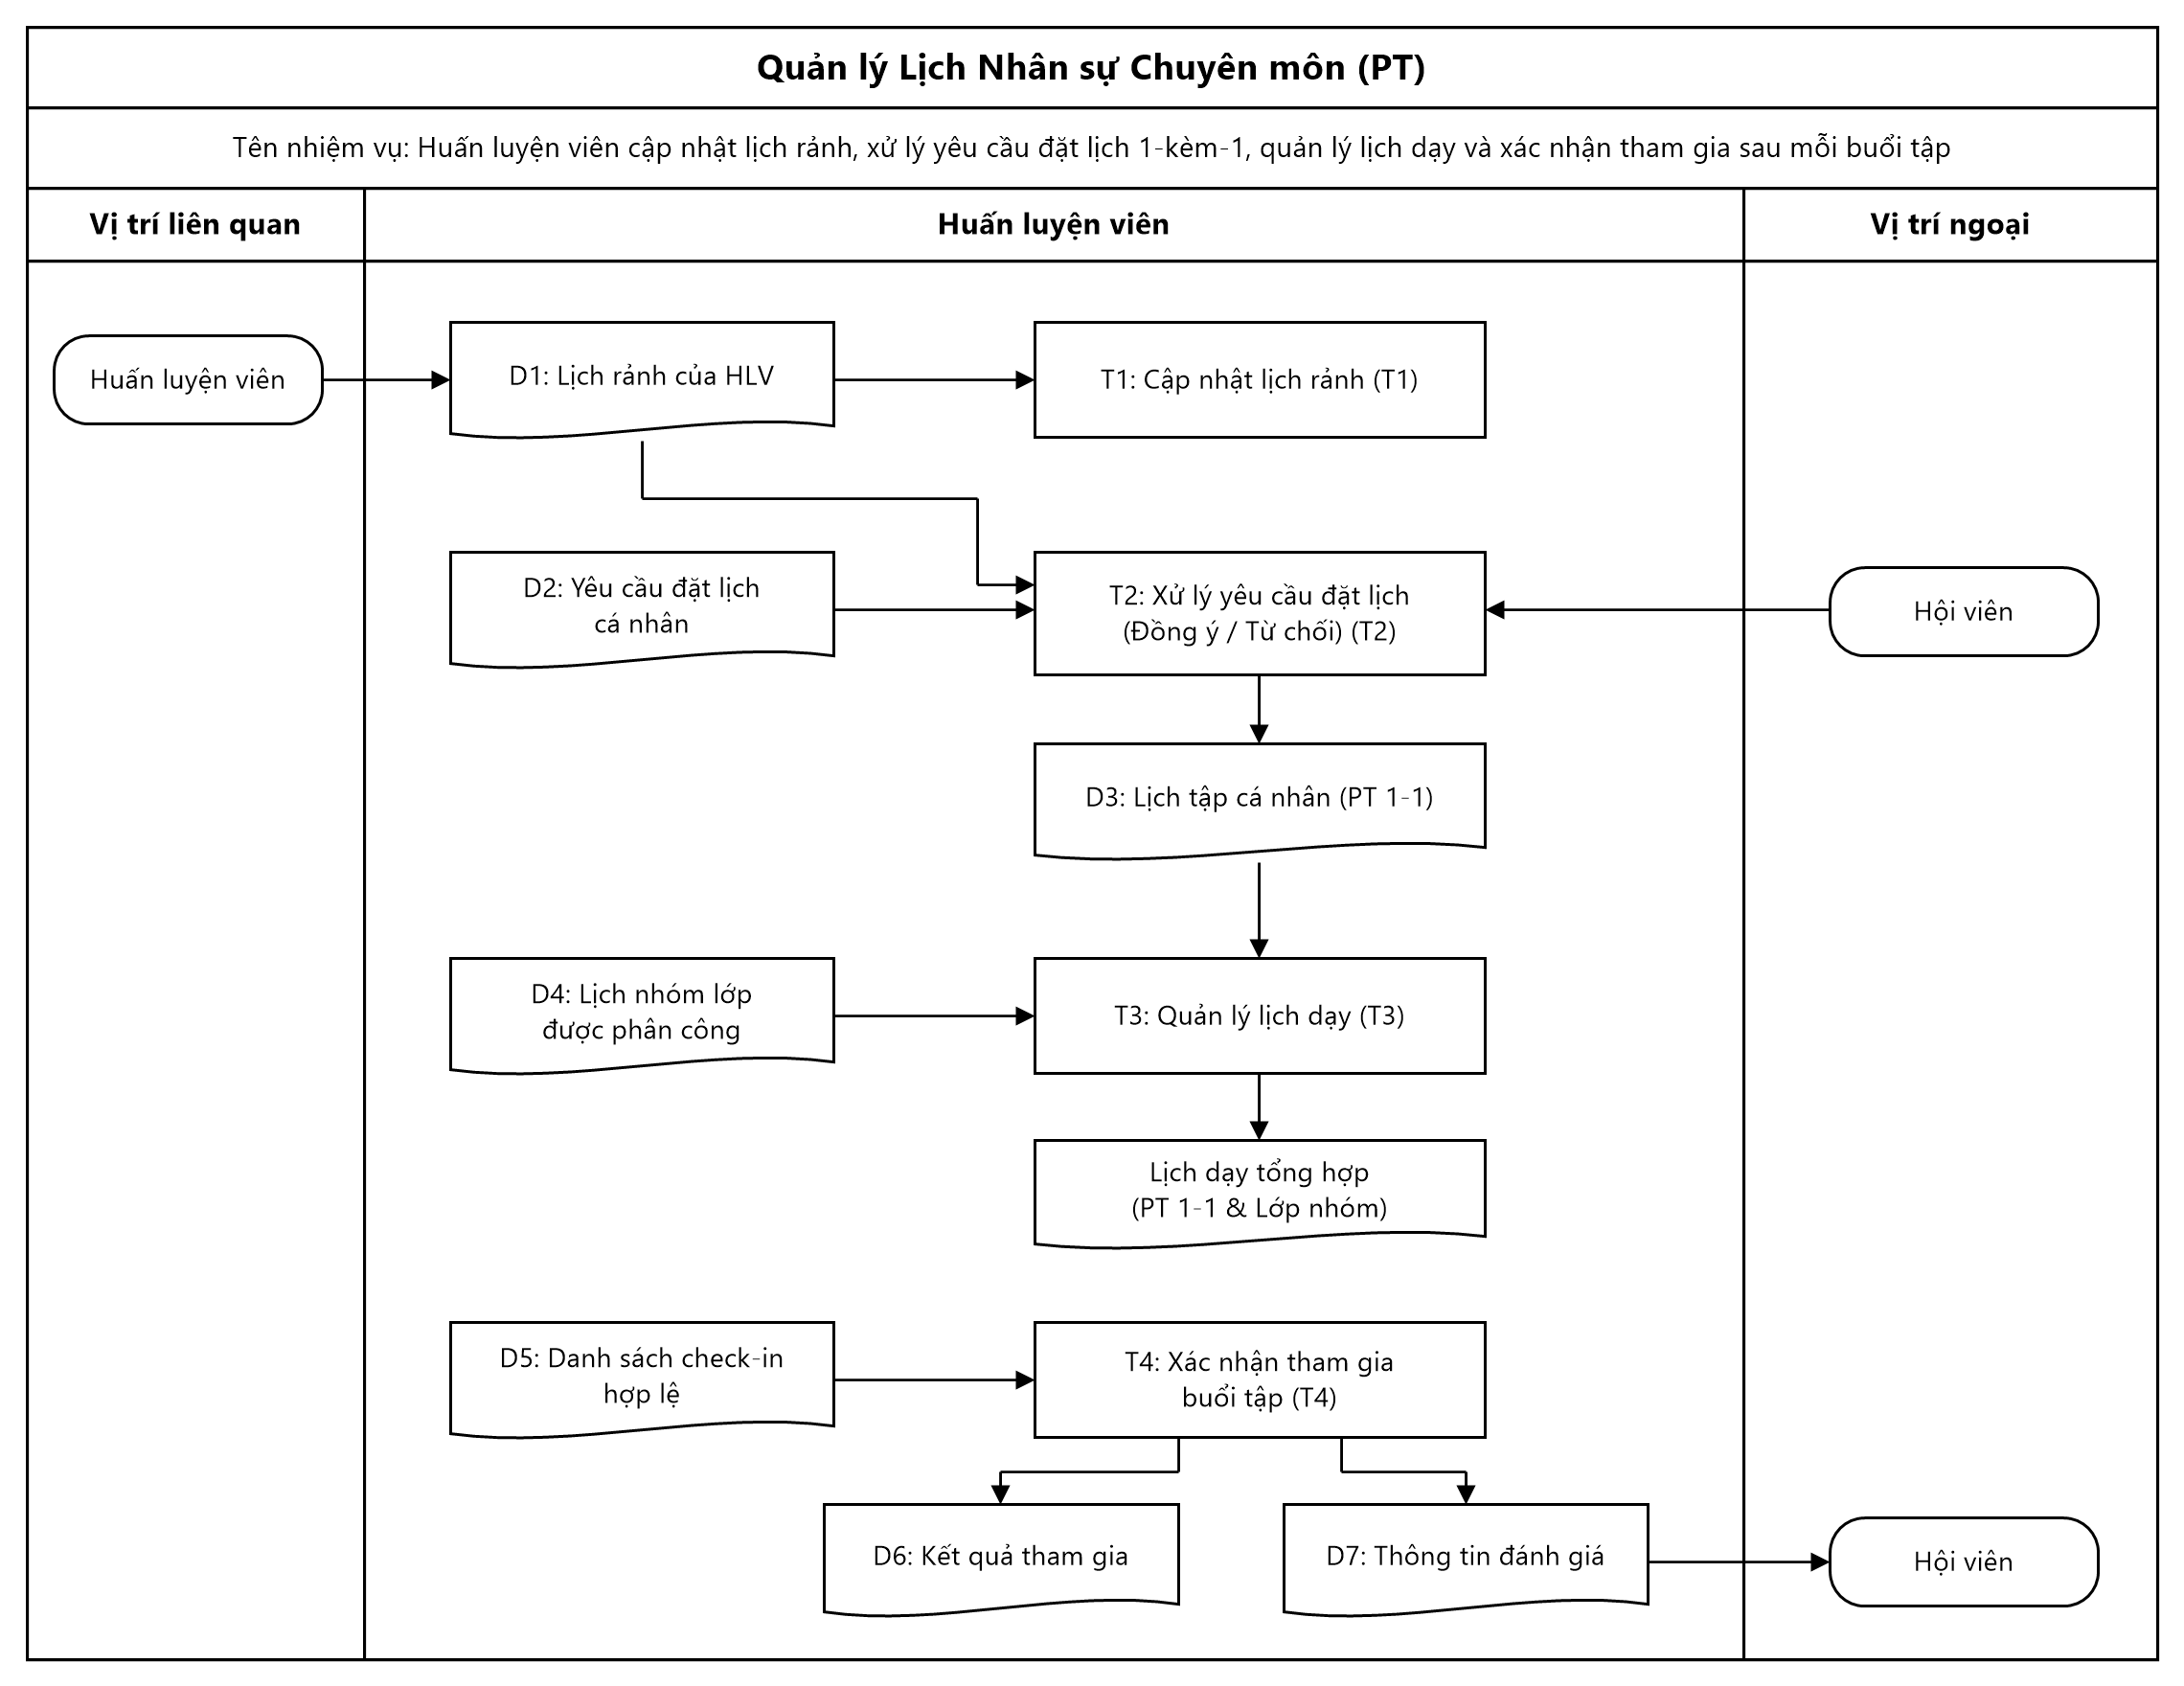 Quản lý Lịch Nhân sự Chuyên môn (PT)
Tên nhiệm vụ: Huấn luyện viên cập nhật lịch rảnh, xử lý yêu cầu đặt lịch 1-kèm-1, quản lý lịch dạy và xác nhận tham gia sau mỗi buổi tập
Vị trí liên quan
Huấn luyện viên
Vị trí ngoại
Huấn luyện viên
D1: Lịch rảnh của HLV
T1: Cập nhật lịch rảnh (T1)
D2: Yêu cầu đặt lịch
cá nhân
T2: Xử lý yêu cầu đặt lịch
(Đồng ý / Từ chối) (T2)
Hội viên
D3: Lịch tập cá nhân (PT 1-1)
D4: Lịch nhóm lớp
được phân công
T3: Quản lý lịch dạy (T3)
Lịch dạy tổng hợp
(PT 1-1 & Lớp nhóm)
D5: Danh sách check-in
hợp lệ
T4: Xác nhận tham gia
buổi tập (T4)
D6: Kết quả tham gia
D7: Thông tin đánh giá
Hội viên